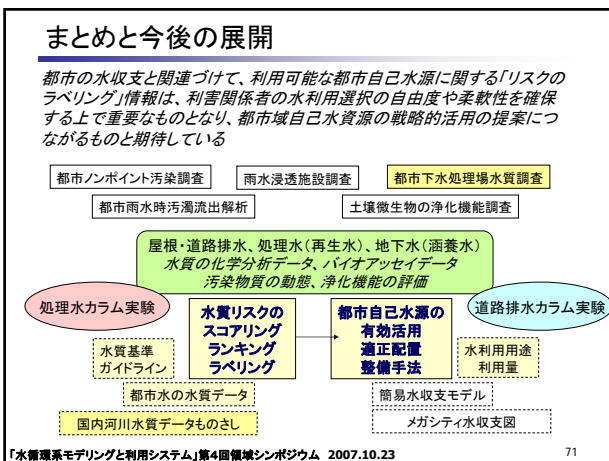 まとめと今後の展開
都市の水収支と関連づけて、利用可能な都市自己水源に関する「リスクの
ラベリング」情報は、利害関係者の水利用選択の自由度や柔軟性を確保
する上で重要なものとなり、都市域自己水資源の戦略的活用の提案につ
ながるものと期待している
都市ノンポイント汚染調査
雨水浸透施設調査
都市下水処理場水質調査
都市雨水時汚濁流出解析
土壌微生物の浄化機能調査
屋根・道路排水、処理水(再生水)、地下水(涵養水)
水質の化学分析データ、バイオアッセイデータ
汚染物質の動態、浄化機能の評価
処理水カラム実験
水質リスクの
スコアリング
ランキング
ラベリング
都市自己水源の
有効活用
適正配置
整備手法
道路排水カラム実験
水質基準
ガイドライン
水利用用途
利用量
都市水の水質データ
簡易水収支モデル
国内河川水質データものさし
メガシティ水収支図
「水循環系モデリングと利用システム」第4回領域シンポジウム 2007.10.23
71